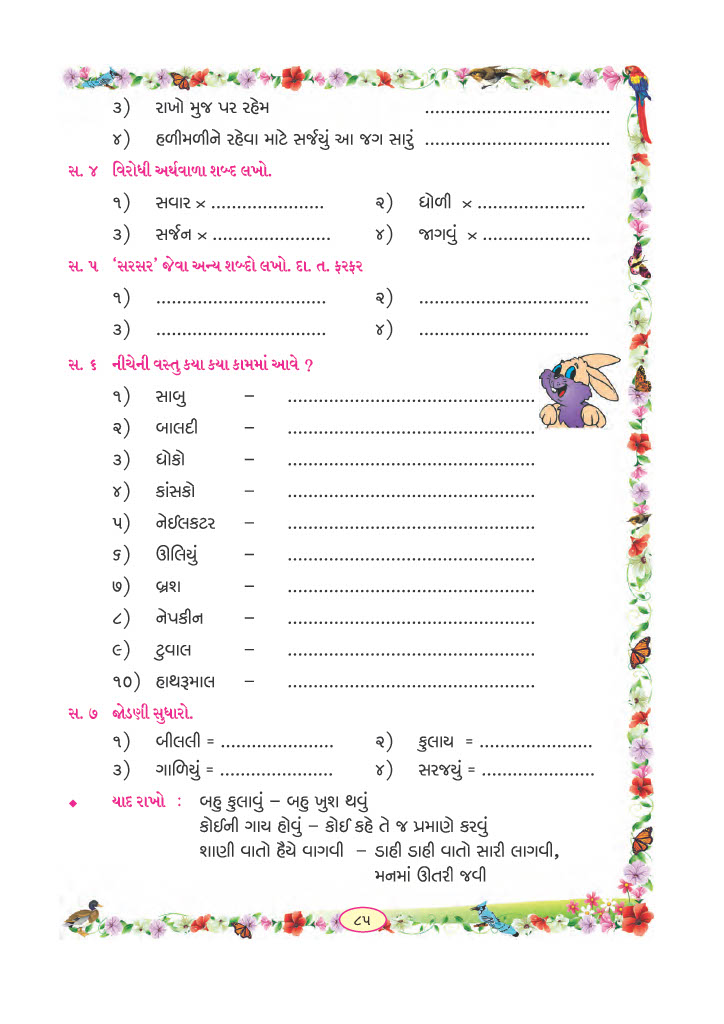 ૩) રાખો મુજ પર રહેમ ....................................
૪) હળીમળીને રહેવા માટે સર્જ્યું આ જગ સારું ....................................
સ. ૪ વિરોધી અર્થવાળા શબ્દ લખો.
૧) સવાર × ...................... ૨) ધોળી × .....................
૩) સર્જન × ....................... ૪) જાગવું × .....................
સ. ૫ ‘સરસર’ જેવા અન્ય શબ્દો લખો. દા. ત. ફરફર
૧) ................................. ૨) .................................
૩) ................................. ૪) .................................
સ. ૬ નીચેની વસ્તુ કયા કયા કામમાં આવે ?
૧) સાબુ – ................................................
૨) બાલદી – ................................................
૩) ધોકો – ................................................
૪) કાંસકો – ................................................
૫) નેઈલકટર – ................................................
૬) ઊલિયું – ................................................
૭) બ્રશ – ................................................
૮) નેપકીન – ................................................
૯) ટુવાલ – ................................................
૧૦) હાથરૂમાલ – ................................................
સ. ૭ જોડણી સુધારો.
૧) બીલલી = ...................... ૨) ફુલાય = ......................
૩) ગાળિયું = ...................... ૪) સરજયું = ......................
◆ યાદ રાખો : બહુ ફુલાવું – બહુ ખુશ થવું
કોઈની ગાય હોવું – કોઈ કહે તે જ પ્રમાણે કરવું
શાણી વાતો હૈયે વાગવી – ડાહી ડાહી વાતો સારી લાગવી,
મનમાં ઊતરી જવી
૮૫